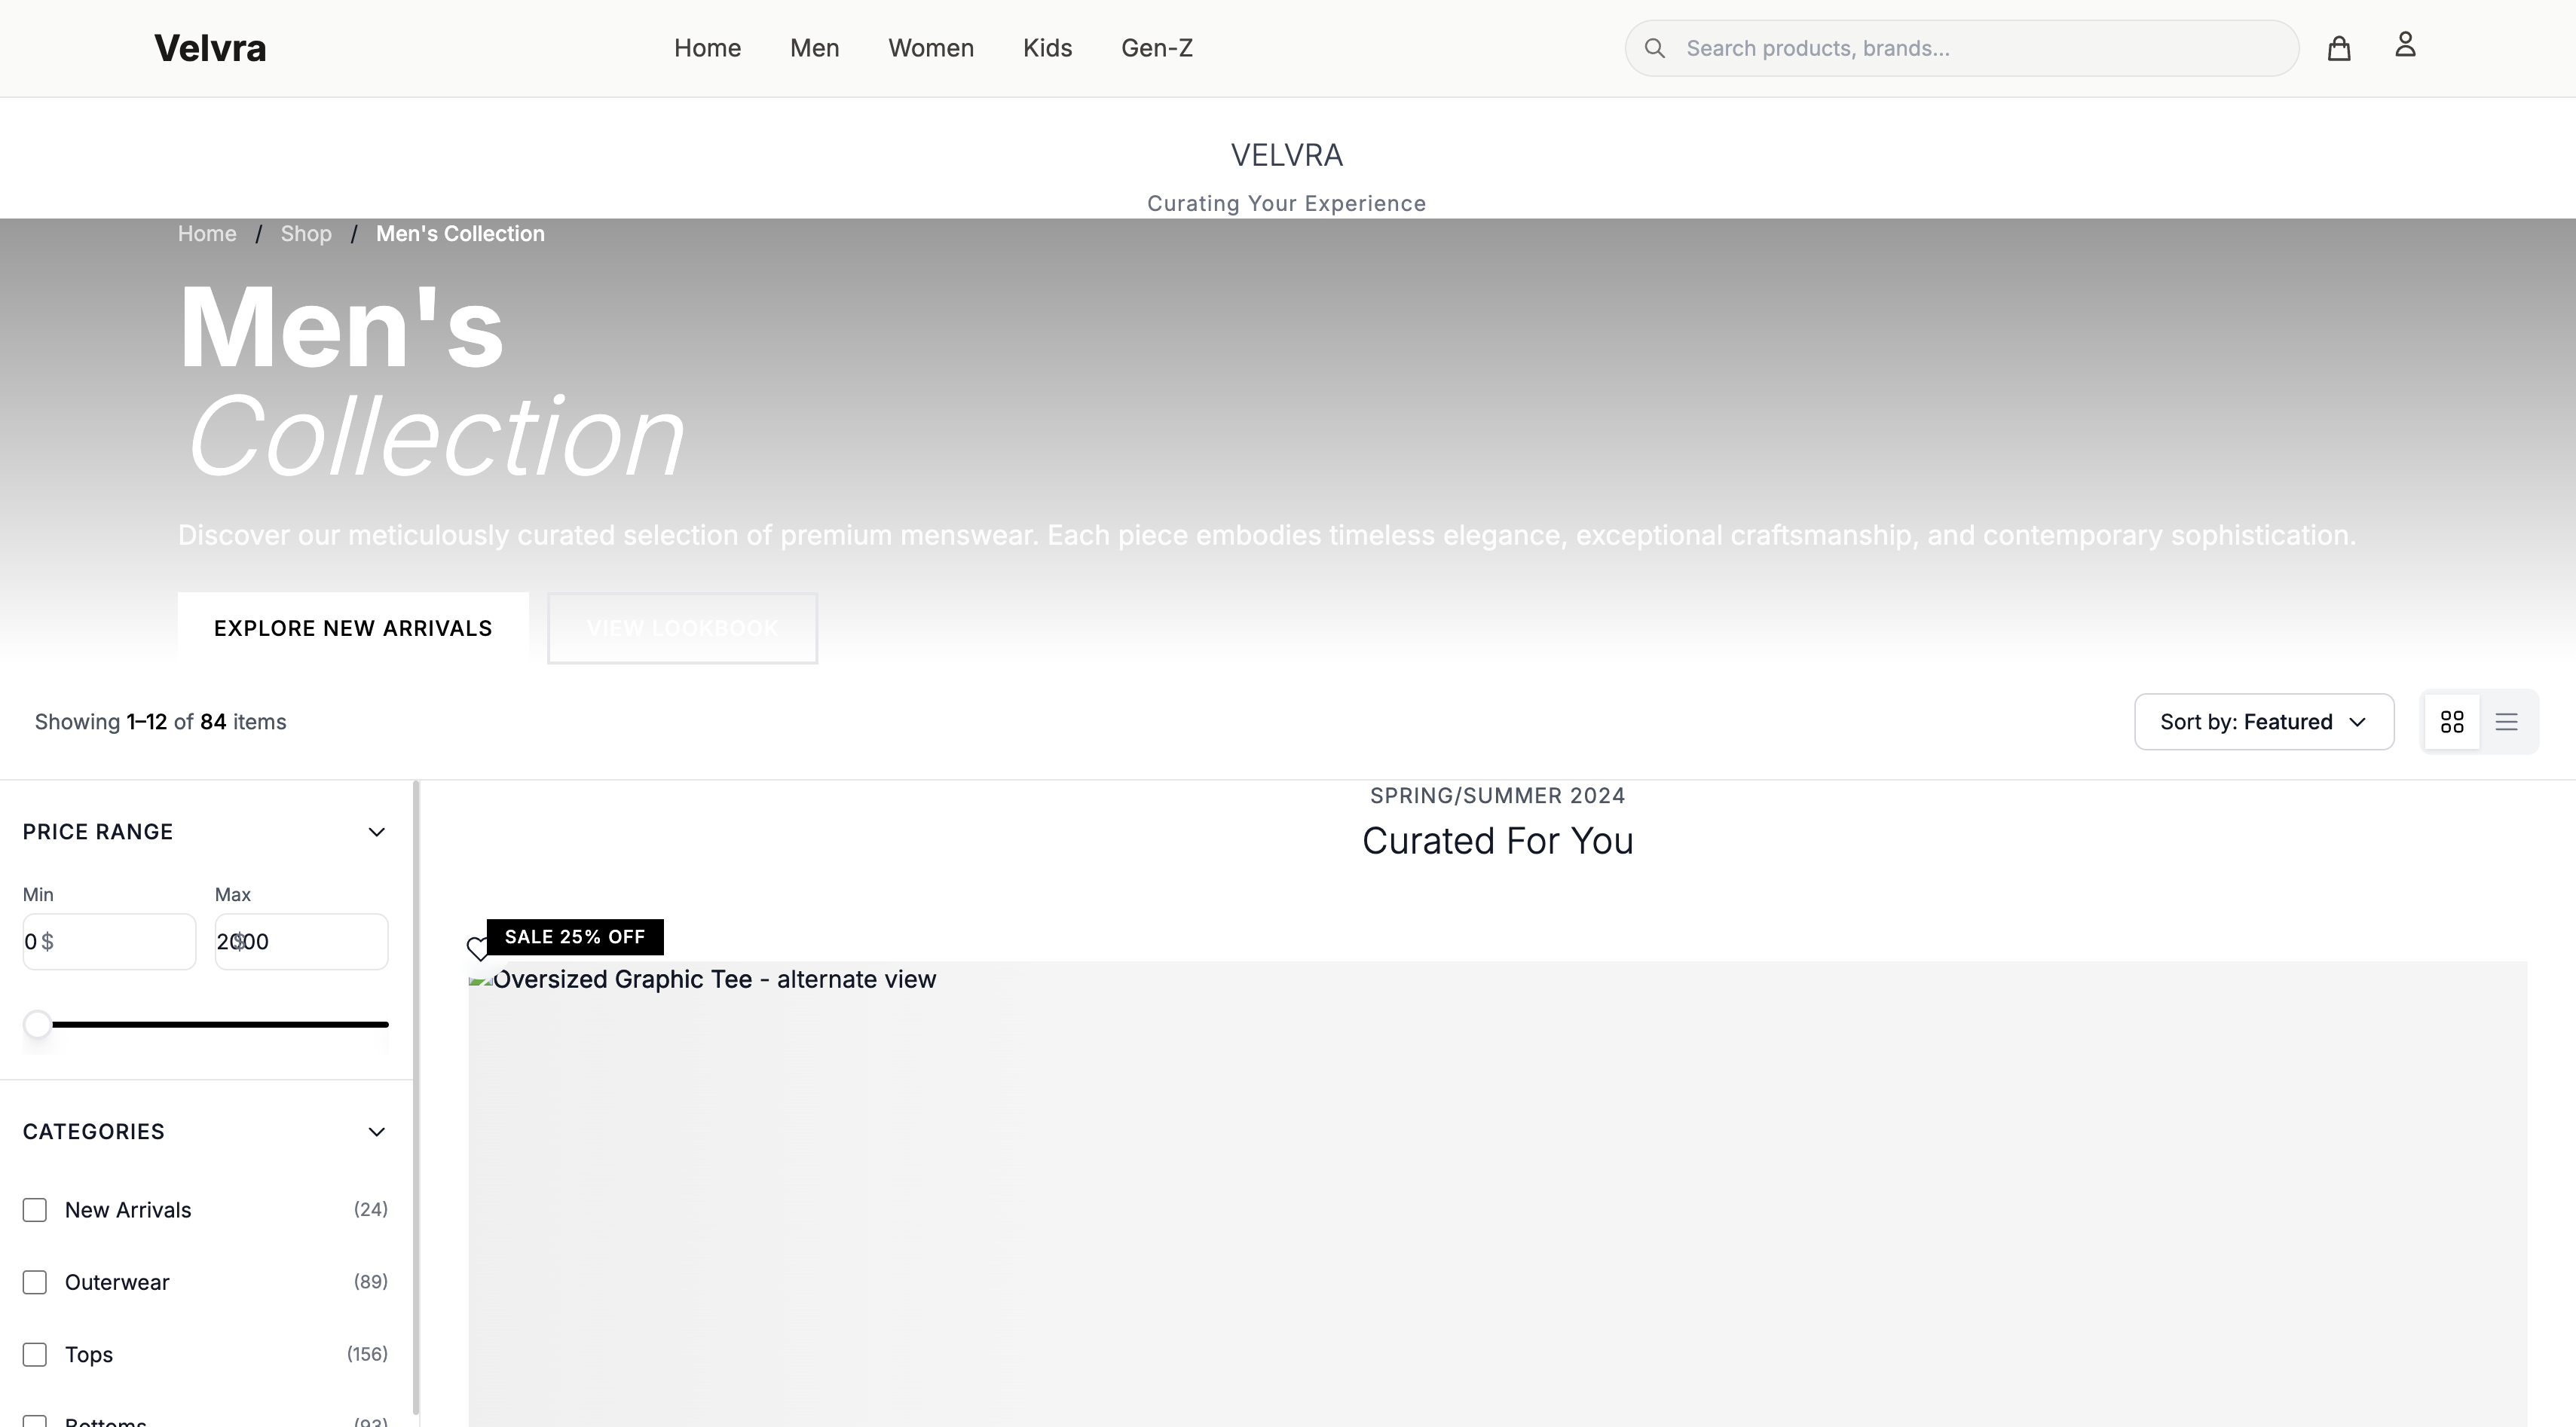 Velvra
Home Men Women Kids Gen-Z
Search products, brands...
VELVRA
Curating Your Experience
Home / Shop / Men's Collection
Men's
Collection
Discover our meticulously curated selection of premium menswear. Each piece embodies timeless elegance, exceptional craftsmanship, and contemporary sophistication.
EXPLORE NEW ARRIVALS
VIEW LOOKBOOK
Showing 1–12 of 84 items
Sort by: Featured
PRICE RANGE
Min Max
0 $ 2000 $
CATEGORIES
New Arrivals (24)
Outerwear (89)
Tops (156)
Bottoms (93)
SPRING/SUMMER 2024
Curated For You
SALE 25% OFF
Oversized Graphic Tee - alternate view